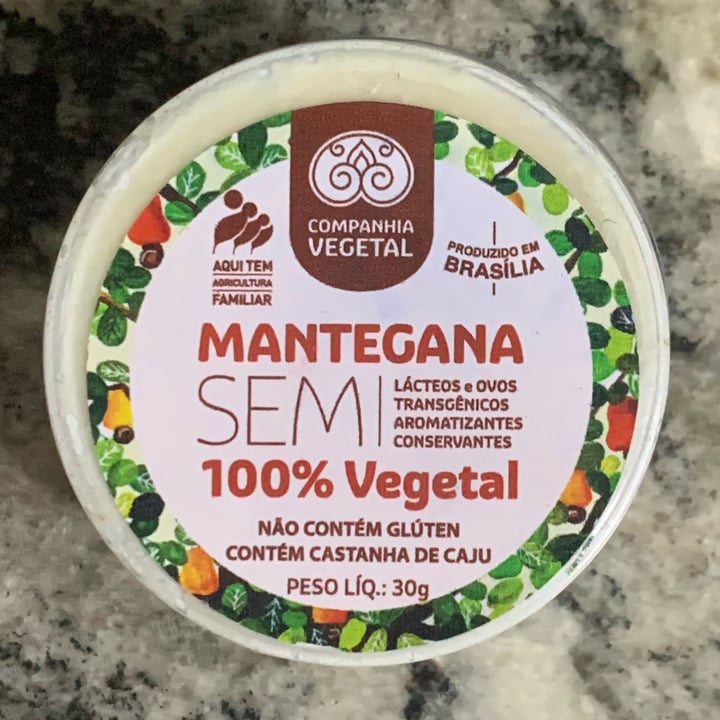 COMPANHIA
VEGETAL
AQUI TEM
AGRICULTURA
FAMILIAR
PRODUZIDO EM
BRASÍLIA
MANTEGANA
SEM
LÁCTEOS e OVOS
TRANSGÊNICOS
AROMATIZANTES
CONSERVANTES
100% Vegetal
NÃO CONTÉM GLÚTEN
CONTÉM CASTANHA DE CAJU
PESO LÍQ.: 30g